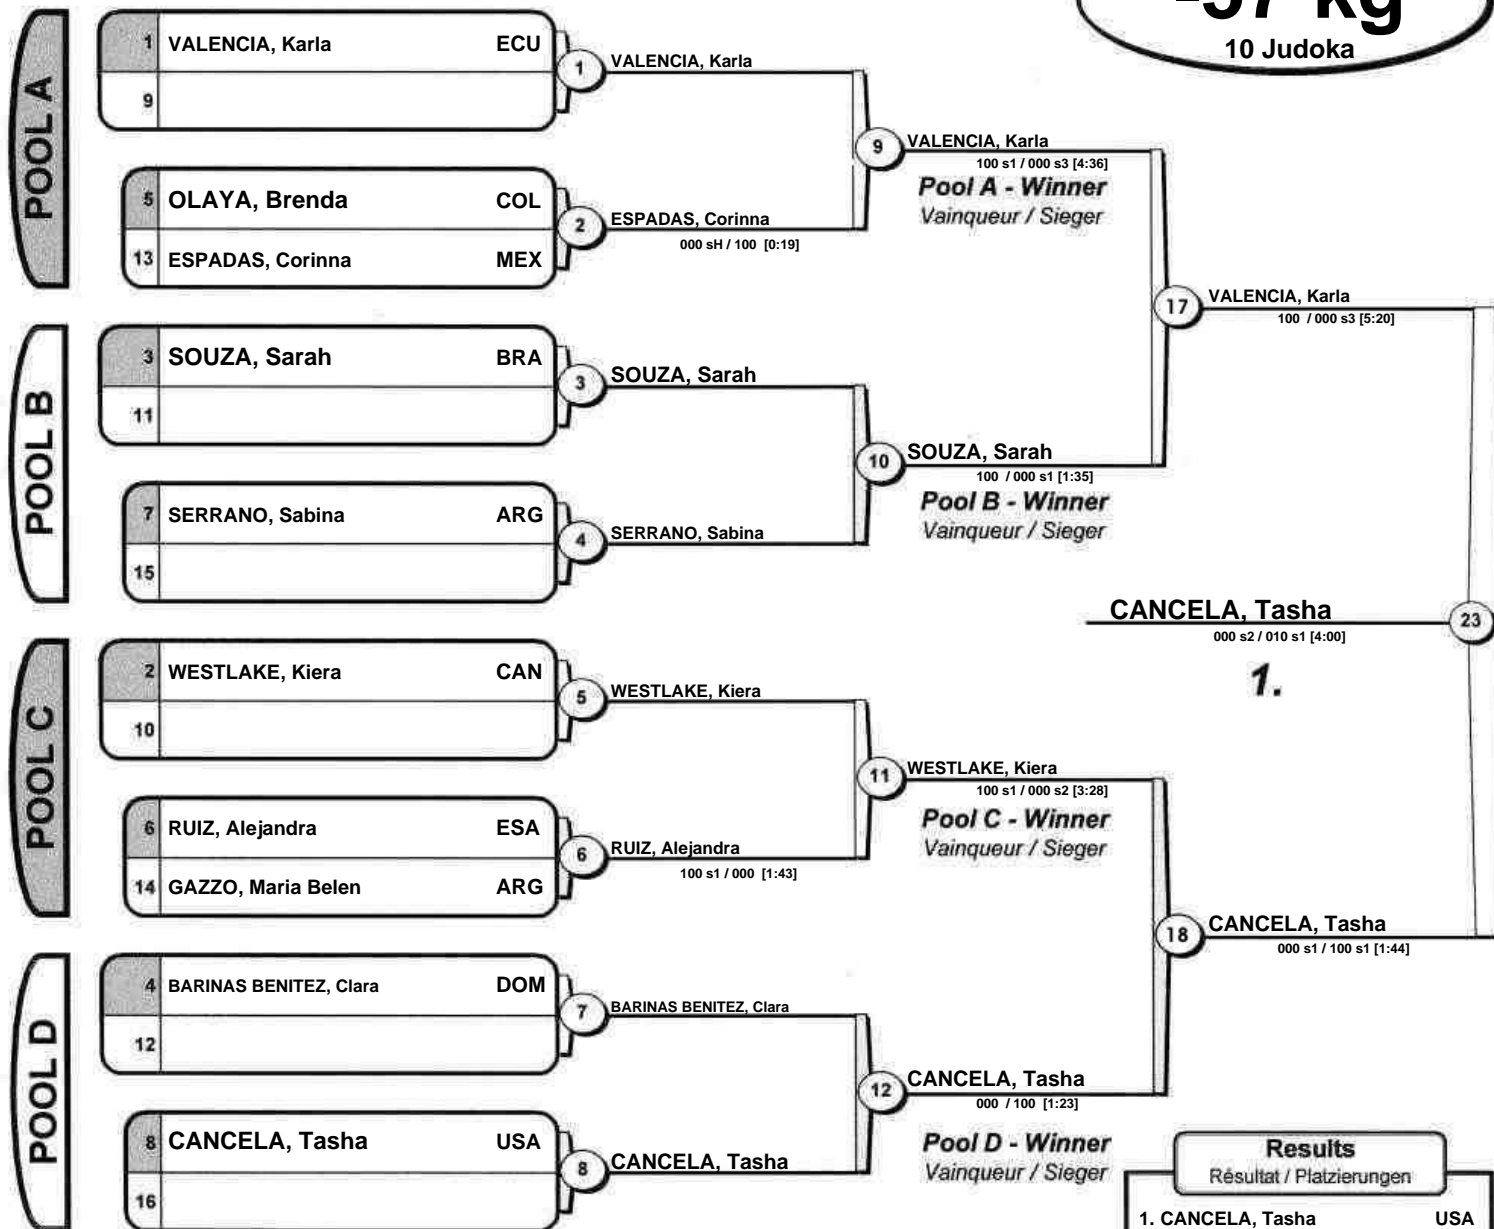 -57 kg
10 Judoka
POOL A
1 VALENCIA, Karla ECU
9
1 VALENCIA, Karla
5 OLAYA, Brenda COL
13 ESPADAS, Corinna MEX
2 ESPADAS, Corinna
000 sH / 100 [0:19]
9 VALENCIA, Karla
100 s1 / 000 s3 [4:36]
Pool A - Winner
Vainqueur / Sieger
POOL B
3 SOUZA, Sarah BRA
11
3 SOUZA, Sarah
7 SERRANO, Sabina ARG
15
4 SERRANO, Sabina
10 SOUZA, Sarah
100 / 000 s1 [1:35]
Pool B - Winner
Vainqueur / Sieger
17 VALENCIA, Karla
100 / 000 s3 [5:20]
POOL C
2 WESTLAKE, Kiera CAN
10
5 WESTLAKE, Kiera
6 RUIZ, Alejandra ESA
14 GAZZO, Maria Belen ARG
6 RUIZ, Alejandra
100 s1 / 000 [1:43]
11 WESTLAKE, Kiera
100 s1 / 000 s2 [3:28]
Pool C - Winner
Vainqueur / Sieger
POOL D
4 BARINAS BENITEZ, Clara DOM
12
7 BARINAS BENITEZ, Clara
8 CANCELA, Tasha USA
16
8 CANCELA, Tasha
12 CANCELA, Tasha
000 / 100 [1:23]
Pool D - Winner
Vainqueur / Sieger
18 CANCELA, Tasha
000 s1 / 100 s1 [1:44]
CANCELA, Tasha 23
000 s2 / 010 s1 [4:00]
1.
Results
Résultat / Platzierungen
1. CANCELA, Tasha USA